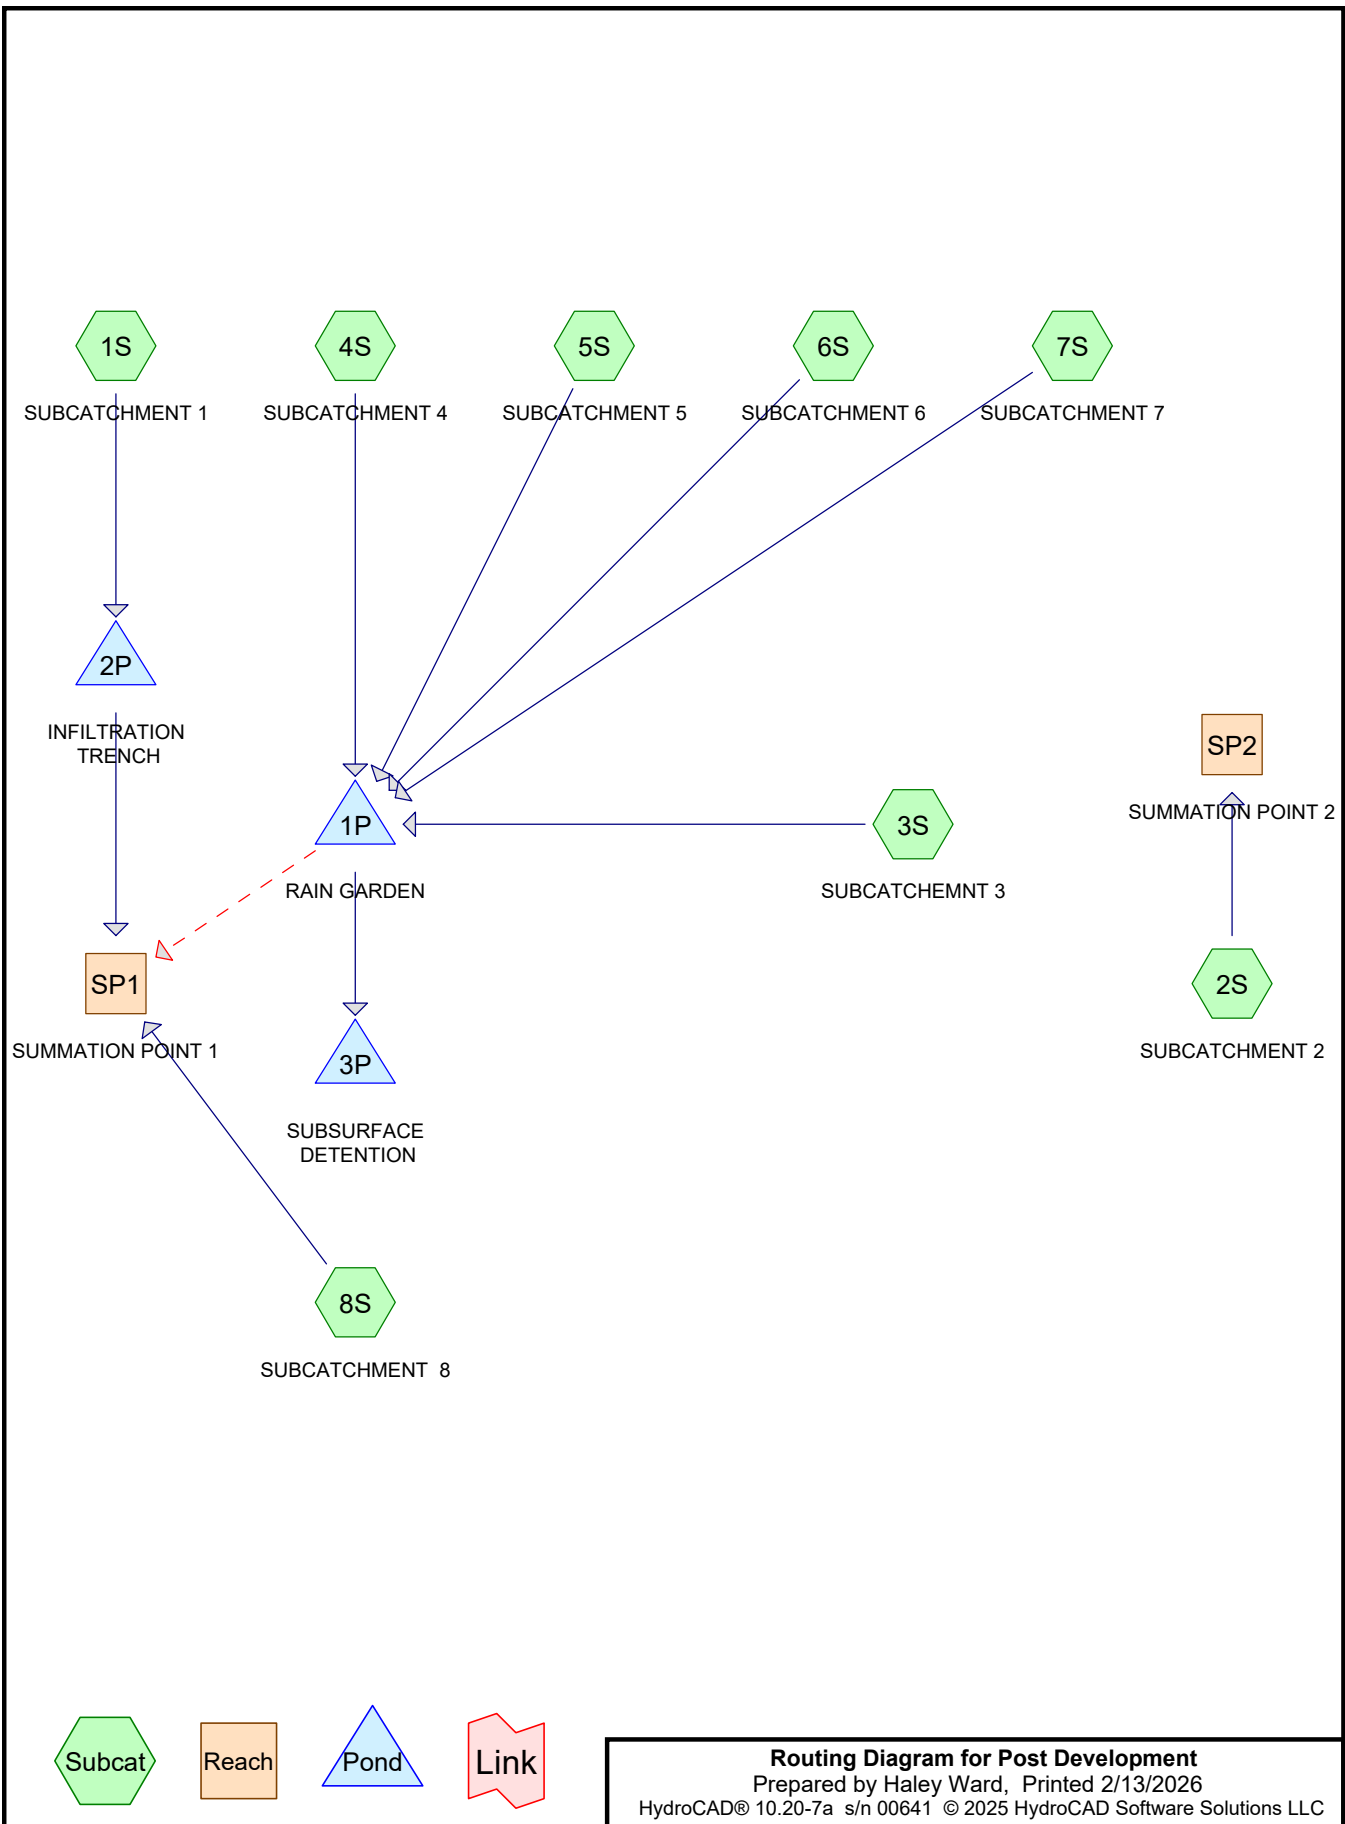 1S
SUBCATCHMENT 1
4S
SUBCATCHMENT 4
5S
SUBCATCHMENT 5
6S
SUBCATCHMENT 6
7S
SUBCATCHMENT 7
2P
INFILTRATION
TRENCH
1P
RAIN GARDEN
3S
SUBCATCHEMNT 3
SP2
SUMMATION POINT 2
SP1
SUMMATION POINT 1
3P
SUBSURFACE
DETENTION
2S
SUBCATCHMENT 2
8S
SUBCATCHMENT  8
Subcat
Reach
Pond
Link
Routing Diagram for Post Development
Prepared by Haley Ward,  Printed 2/13/2026
HydroCAD® 10.20-7a  s/n 00641  © 2025 HydroCAD Software Solutions LLC